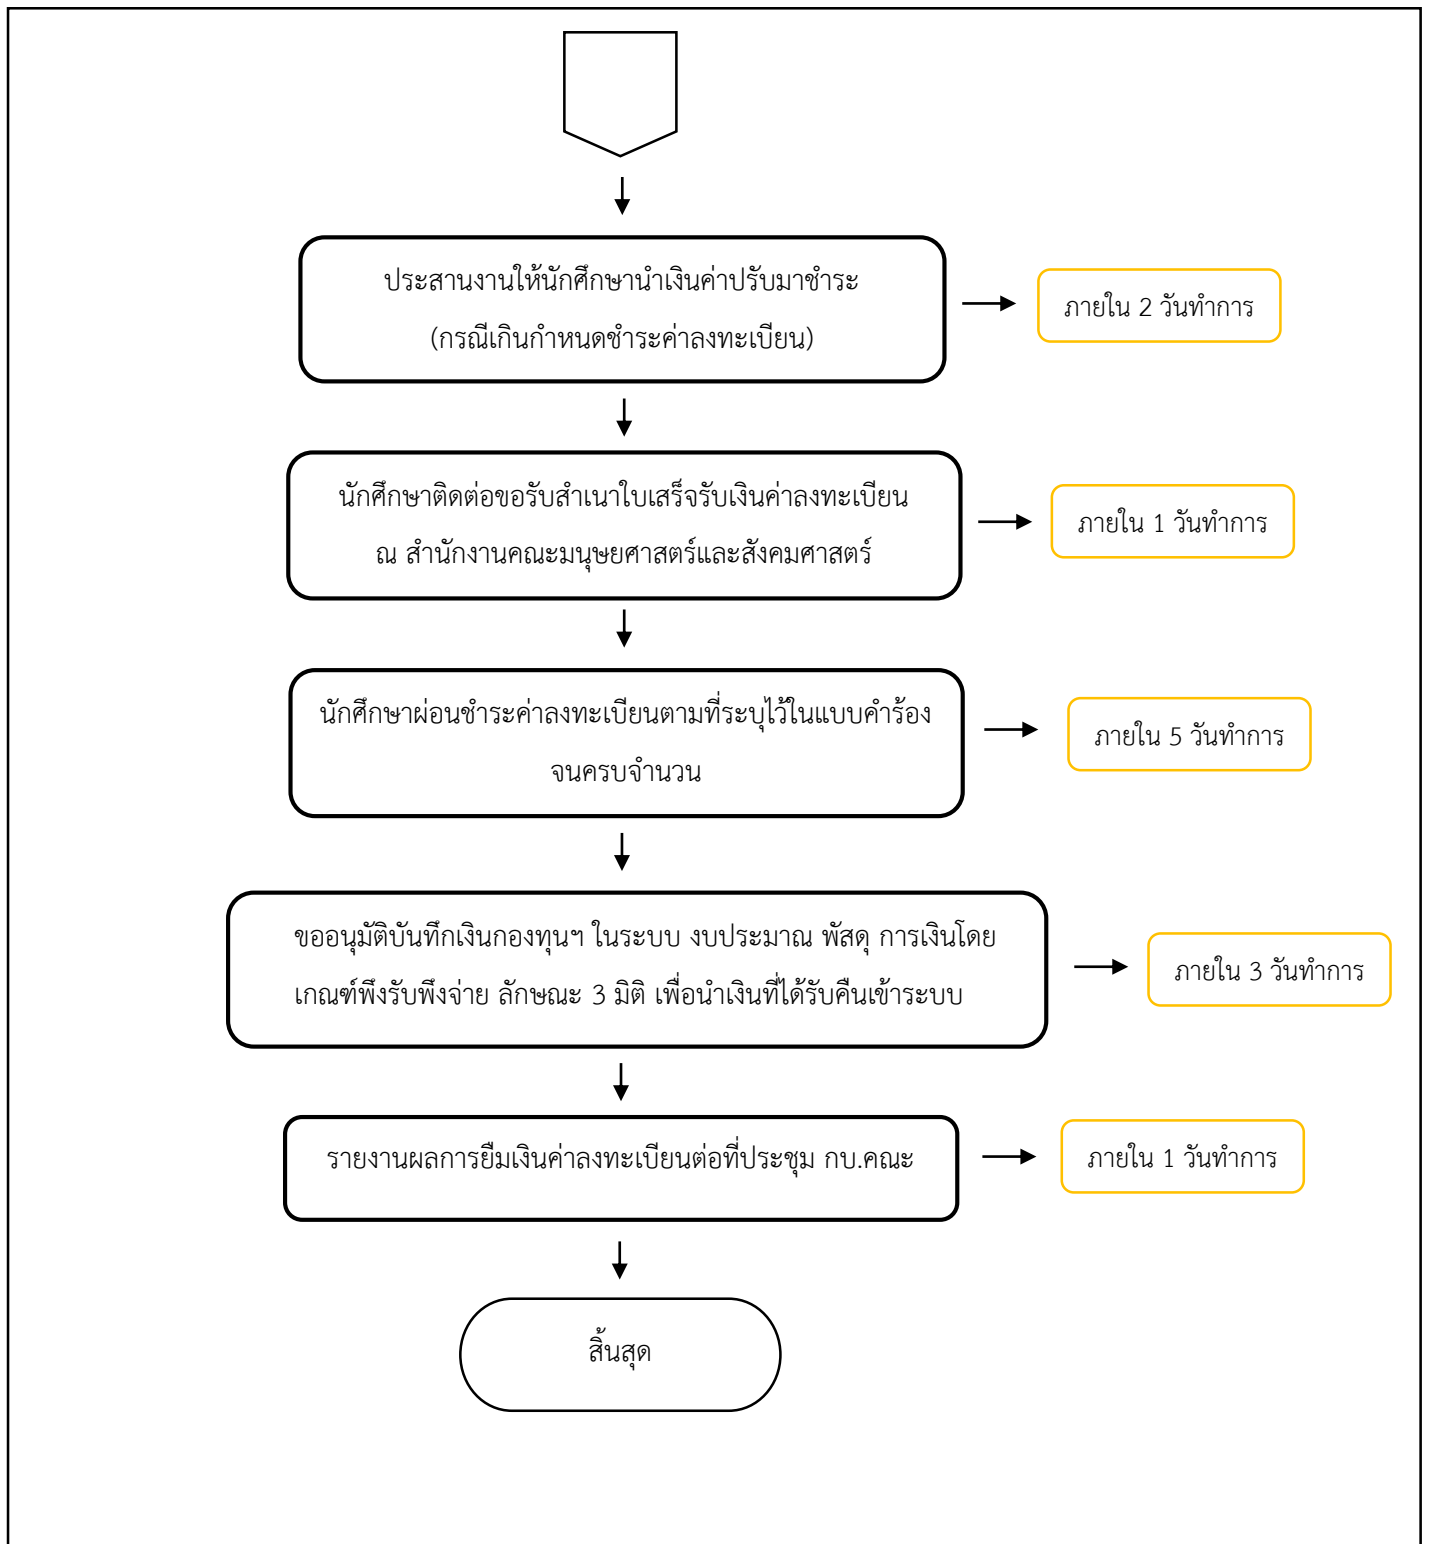 ประสานงานให้นักศึกษานำเงินค่าปรับมาชำระ
(กรณีเกินกำหนดชำระค่าลงทะเบียน)
ภายใน 2 วันทำการ
นักศึกษาติดต่อขอรับสำเนาใบเสร็จรับเงินค่าลงทะเบียน
ณ สำนักงานคณะมนุษยศาสตร์และสังคมศาสตร์
ภายใน 1 วันทำการ
นักศึกษาผ่อนชำระค่าลงทะเบียนตามที่ระบุไว้ในแบบคำร้อง
จนครบจำนวน
ภายใน 5 วันทำการ
ขออนุมัติบันทึกเงินกองทุนฯ ในระบบ งบประมาณ พัสดุ การเงินโดย
เกณฑ์พึงรับพึงจ่าย ลักษณะ 3 มิติ เพื่อนำเงินที่ได้รับคืนเข้าระบบ
ภายใน 3 วันทำการ
รายงานผลการยืมเงินค่าลงทะเบียนต่อที่ประชุม กบ.คณะ
ภายใน 1 วันทำการ
สิ้นสุด